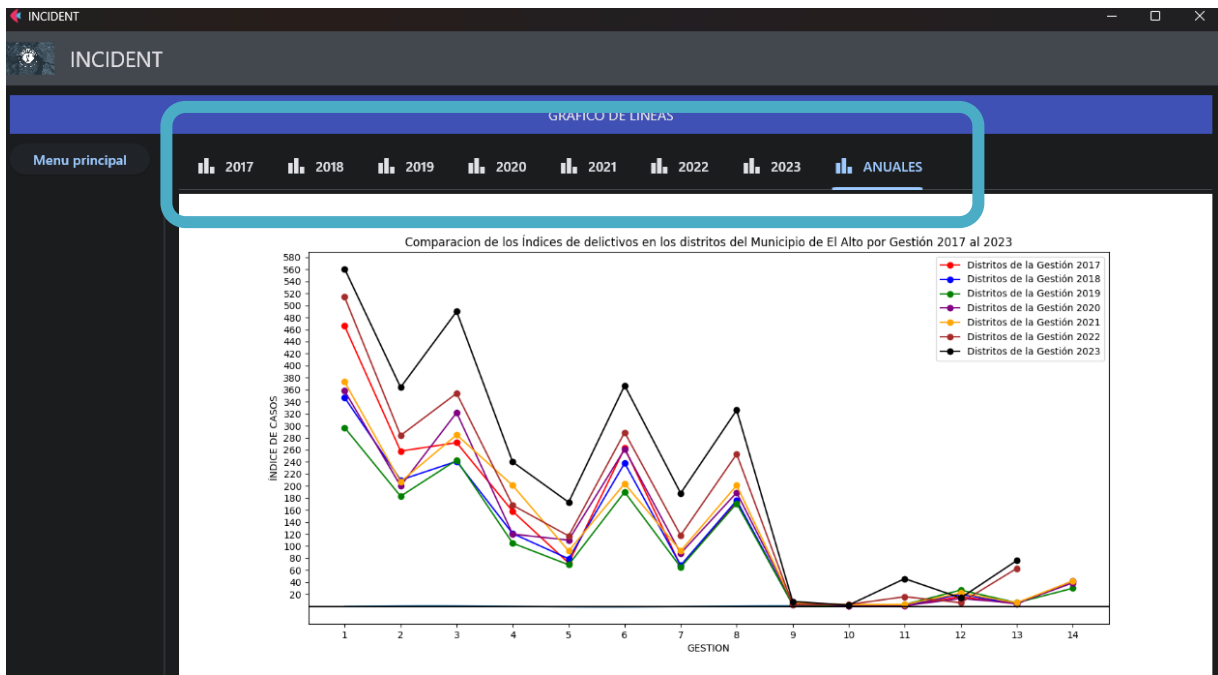 INCIDENT
INCIDENT
GRAFICO DE LINEAS
Menu principal
2017 2018 2019 2020 2021 2022 2023 ANUALES
Comparacion de los Índices de delictivos en los distritos del Municipio de El Alto por Gestión 2017 al 2023
580
560
540
520
500
480
460
440
420
400
380
360
340
320
300
280
260
240
220
200
180
160
140
120
100
80
60
40
20
ÍNDICE DE CASOS
Distritos de la Gestión 2017
Distritos de la Gestión 2018
Distritos de la Gestión 2019
Distritos de la Gestión 2020
Distritos de la Gestión 2021
Distritos de la Gestión 2022
Distritos de la Gestión 2023
1 2 3 4 5 6 7 8 9 10 11 12 13 14
GESTION